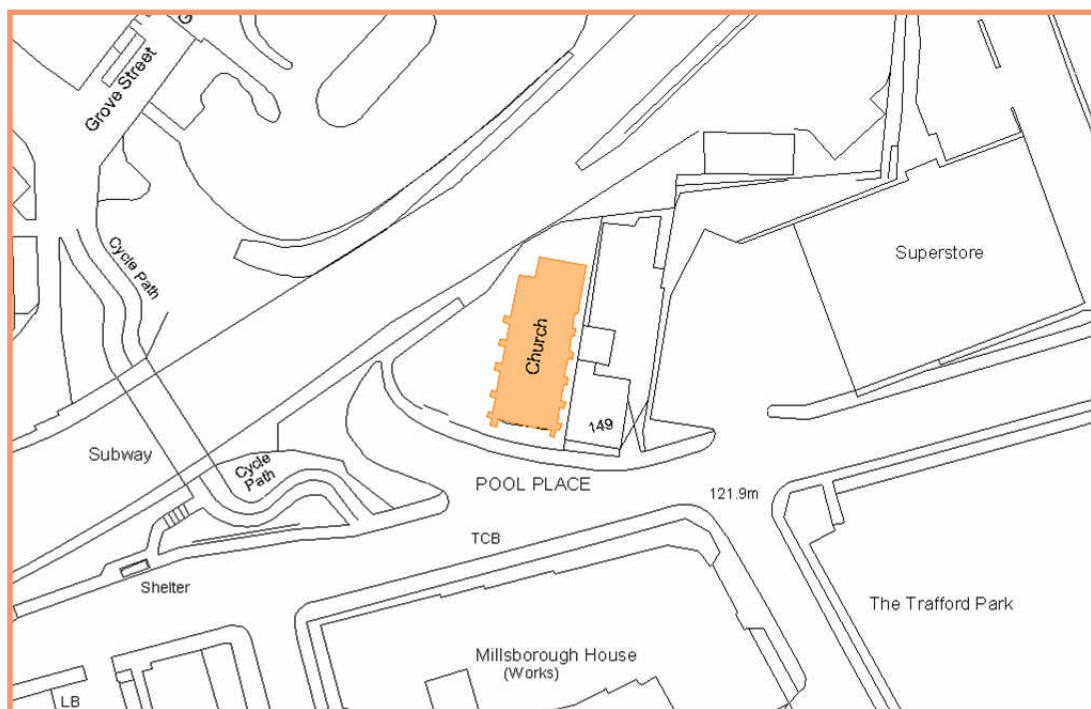 Grove Street
Cycle Path
Superstore
Church
149
Subway
Cycle
Path
POOL PLACE
121.9m
TCB
Shelter
The Trafford Park
Millsborough House
(Works)
LB